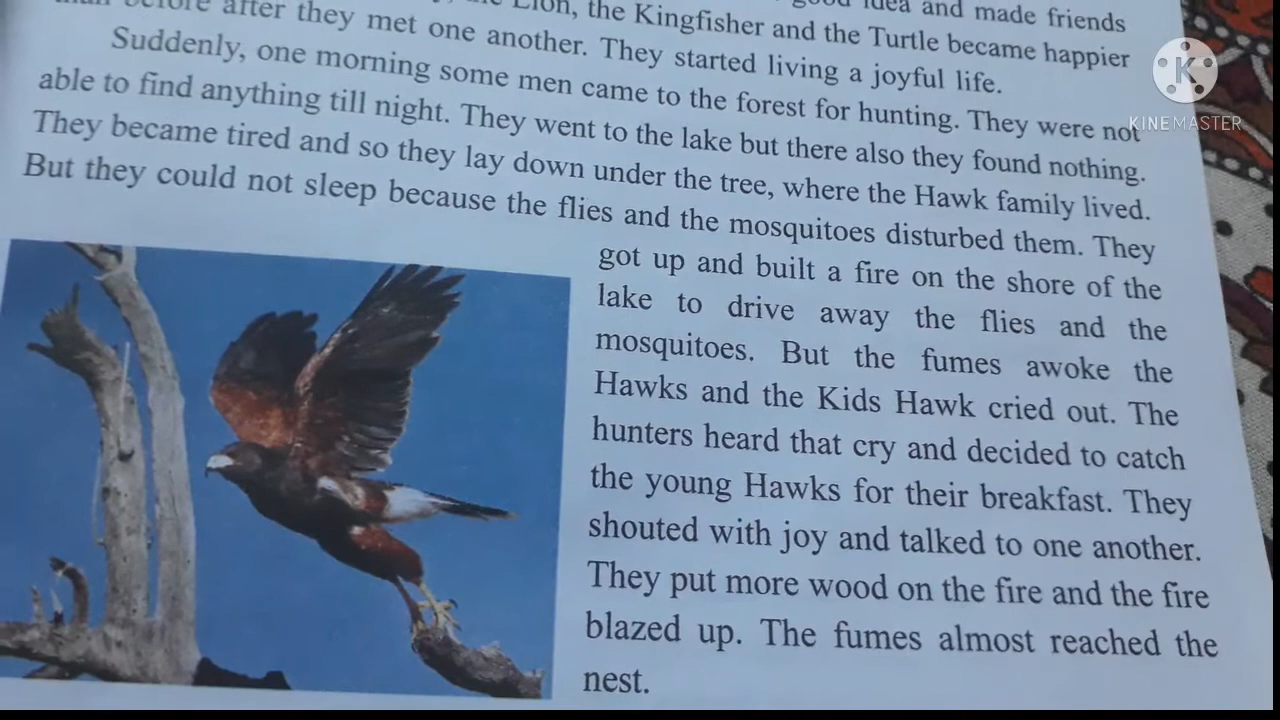 idea and made friends
Lion, the Kingfisher and the Turtle became happier
before after they met one another. They started living a joyful life.
Suddenly, one morning some men came to the forest for hunting. They were not
able to find anything till night. They went to the lake but there also they found nothing.
They became tired and so they lay down under the tree, where the Hawk family lived.
But they could not sleep because the flies and the mosquitoes disturbed them. They
got up and built a fire on the shore of the
lake to drive away the flies and the
mosquitoes. But the fumes awoke the
Hawks and the Kids Hawk cried out. The
hunters heard that cry and decided to catch
the young Hawks for their breakfast. They
shouted with joy and talked to one another.
They put more wood on the fire and the fire
blazed up. The fumes almost reached the
nest.
K
KINEMASTER